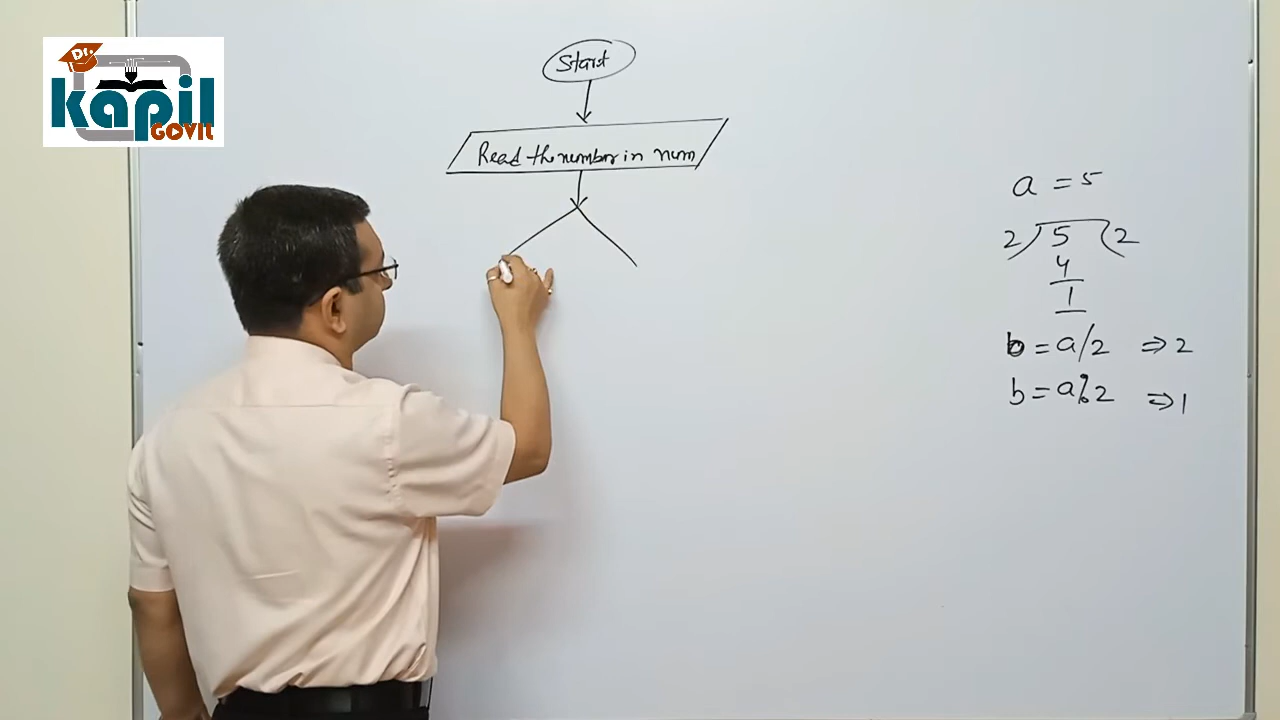 Dr.
kapil
GOVIL
Start
Read the number in num
a = 5
2) 5 (2
4
1
b = a/2 ⇒ 2
b = a%2 ⇒ 1